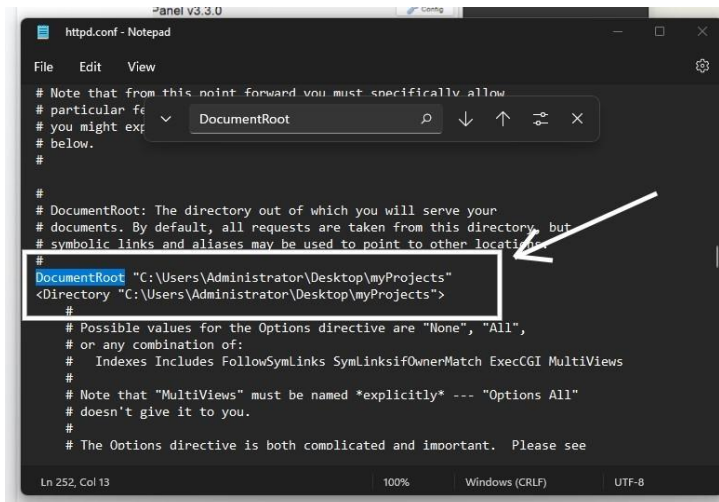 Panel v3.3.0
Config
httpd.conf - Notepad
File Edit View
# Note that from this point forward you must specifically allow
# particular fe
# you might exp
# below.
#
DocumentRoot
#
# DocumentRoot: The directory out of which you will serve your
# documents. By default, all requests are taken from this directory, but
# symbolic links and aliases may be used to point to other locations.
#
DocumentRoot "C:\Users\Administrator\Desktop\myProjects"
<Directory "C:\Users\Administrator\Desktop\myProjects">
#
# Possible values for the Options directive are "None", "All",
# or any combination of:
#   Indexes Includes FollowSymLinks SymLinksifOwnerMatch ExecCGI MultiViews
#
# Note that "MultiViews" must be named *explicitly* --- "Options All"
# doesn't give it to you.
#
# The Options directive is both complicated and important.  Please see
Ln 252, Col 13 100% Windows (CRLF) UTF-8